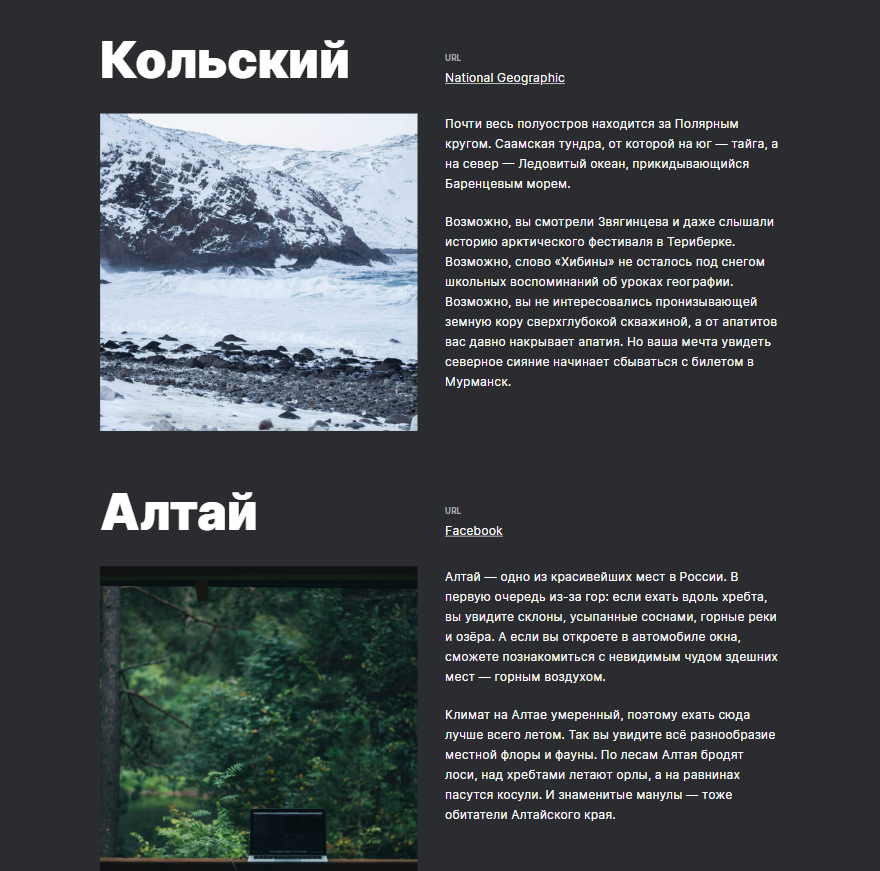 Кольский
URL
National Geographic
Почти весь полуостров находится за Полярным
кругом. Саамская тундра, от которой на юг — тайга, а
на север — Ледовитый океан, прикидывающийся
Баренцевым морем.
Возможно, вы смотрели Звягинцева и даже слышали
историю арктического фестиваля в Териберке.
Возможно, слово «Хибины» не осталось под снегом
школьных воспоминаний об уроках географии.
Возможно, вы не интересовались пронизывающей
земную кору сверхглубокой скважиной, а от апатитов
вас давно накрывает апатия. Но ваша мечта увидеть
северное сияние начинает сбываться с билетом в
Мурманск.
Алтай
URL
Facebook
Алтай — одно из красивейших мест в России. В
первую очередь из-за гор: если ехать вдоль хребта,
вы увидите склоны, усыпанные соснами, горные реки
и озёра. А если вы откроете в автомобиле окна,
сможете познакомиться с невидимым чудом здешних
мест — горным воздухом.
Климат на Алтае умеренный, поэтому ехать сюда
лучше всего летом. Так вы увидите всё разнообразие
местной флоры и фауны. По лесам Алтая бродят
лоси, над хребтами летают орлы, а на равнинах
пасутся косули. И знаменитые манулы — тоже
обитатели Алтайского края.